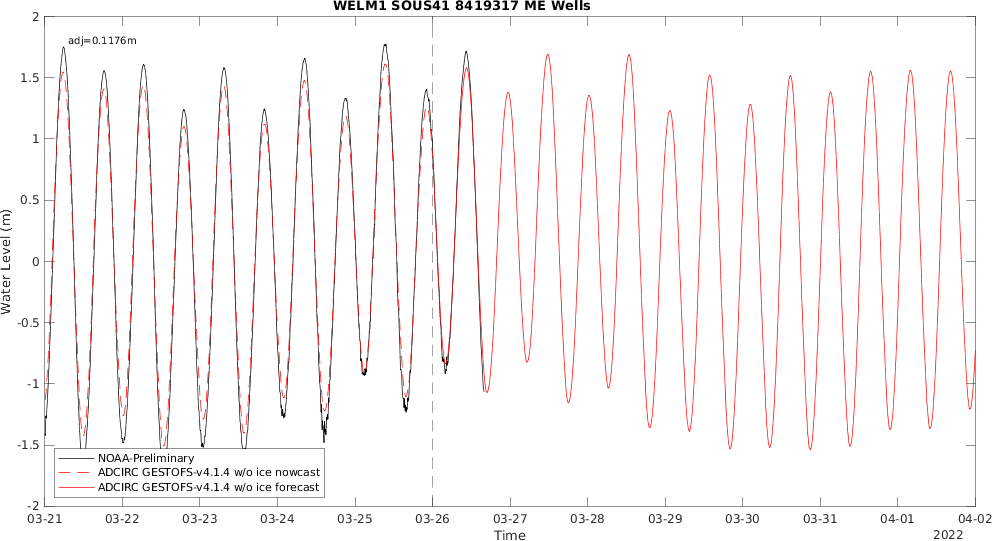 WELM1 SOUS41 8419317 ME Wells
adj=0.1176m
Water Level (m)
2
1.5
1
0.5
0
-0.5
-1
-1.5
-2
NOAA-Preliminary
ADCIRC GESTOFS-v4.1.4 w/o ice nowcast
ADCIRC GESTOFS-v4.1.4 w/o ice forecast
03-21 03-22 03-23 03-24 03-25 03-26 03-27 03-28 03-29 03-30 03-31 04-01 04-02
Time
2022